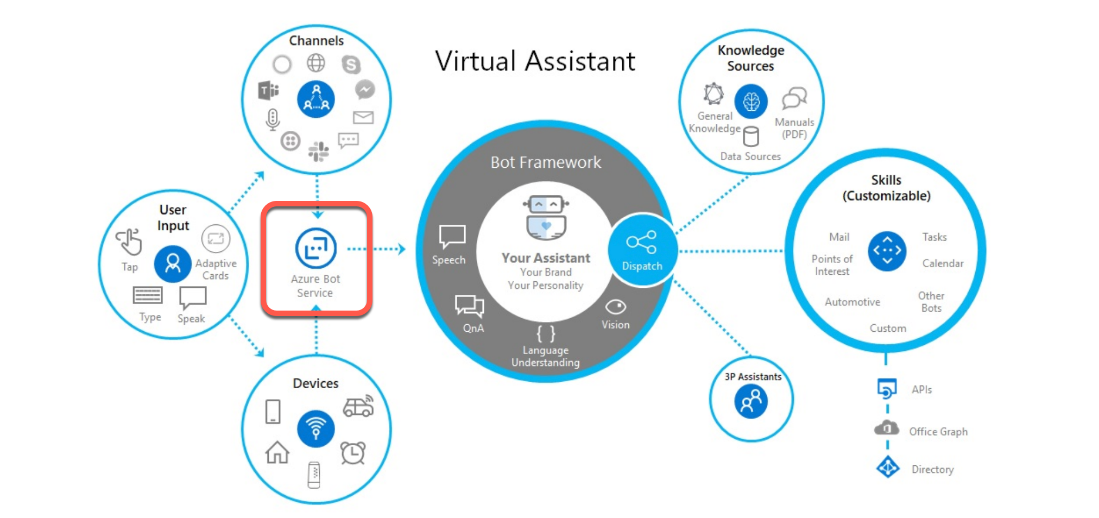 Virtual Assistant
Channels
User
Input
Tap
Adaptive
Cards
Type
Speak
Azure Bot
Service
Devices
Bot Framework
Speech
Your Assistant
Your Brand
Your Personality
QnA
Language
Understanding
Vision
Dispatch
Knowledge
Sources
General
Knowledge
Manuals
(PDF)
Data Sources
3P Assistants
Skills
(Customizable)
Mail
Tasks
Points of
Interest
Calendar
Automotive
Other
Bots
Custom
APIs
Office Graph
Directory